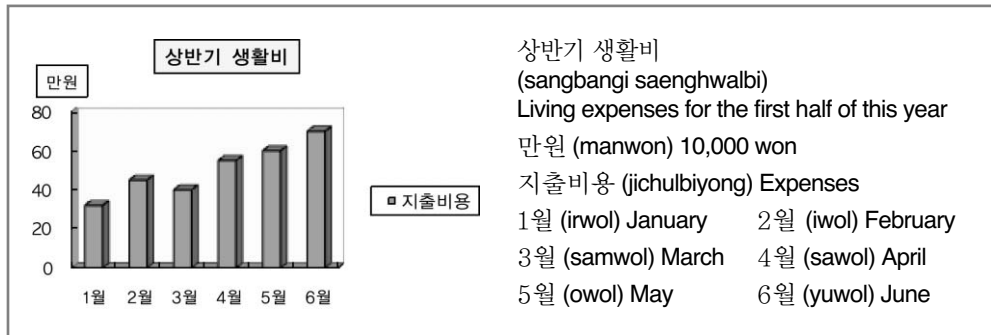 상반기 생활비
만원
80
60
40
20
0
1월 2월 3월 4월 5월 6월
지출비용
상반기 생활비
(sangbangi saenghwalbi)
Living expenses for the first half of this year
만원 (manwon) 10,000 won
지출비용 (jichulbiyong) Expenses
1월 (irwol) January 2월 (iwol) February
3월 (samwol) March 4월 (sawol) April
5월 (owol) May 6월 (yuwol) June